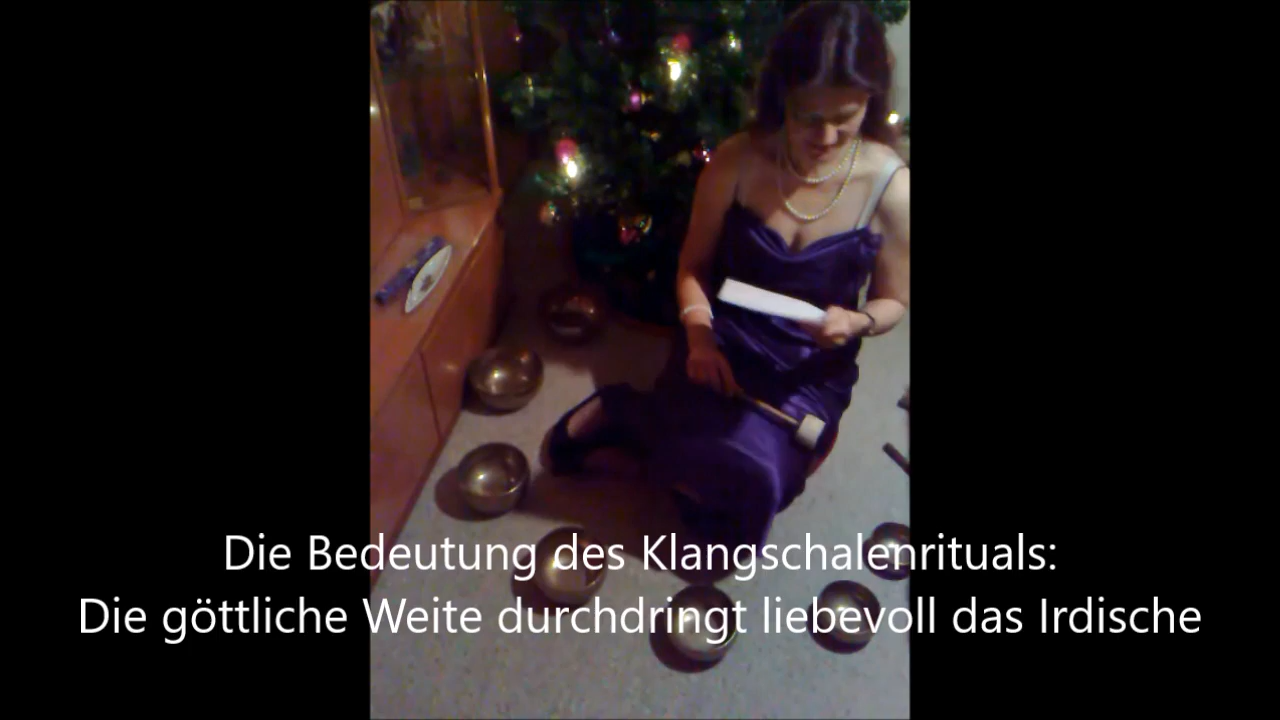 Die Bedeutung des Klangschalenrituals:
Die göttliche Weite durchdringt liebevoll das Irdische